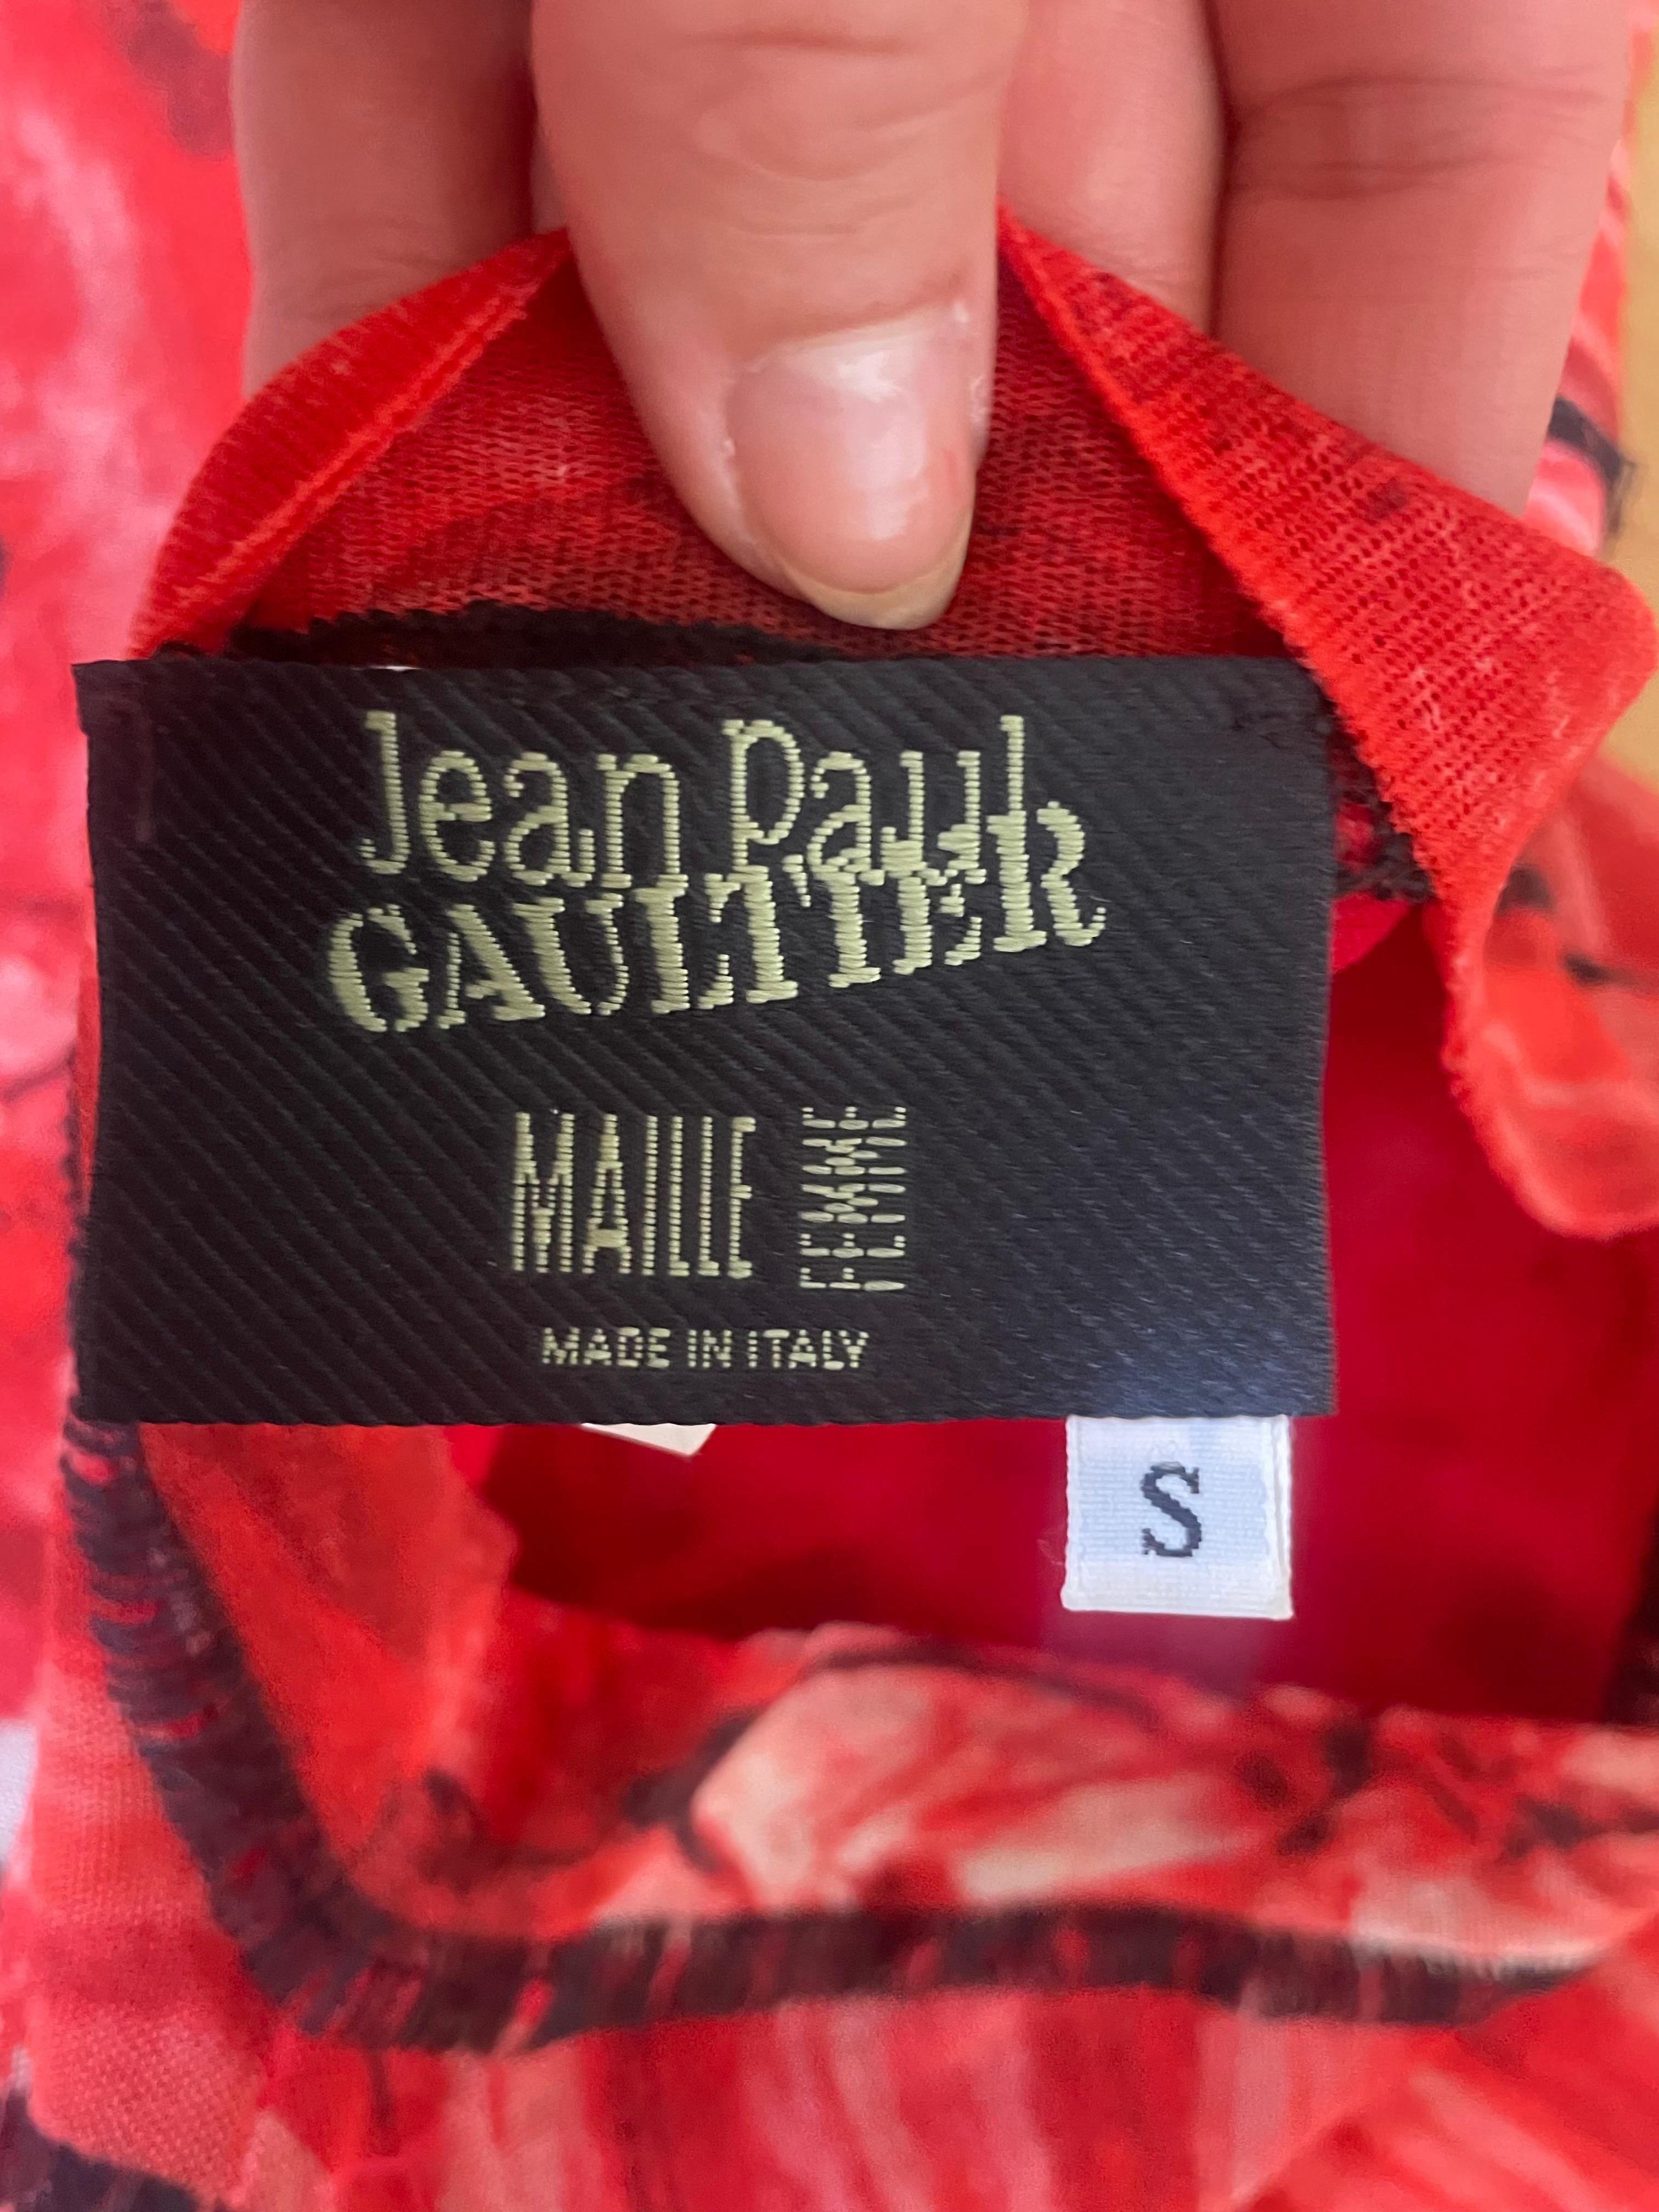 Jean Paul
GAULTIER
MAILLE FEMME
MADE IN ITALY
S